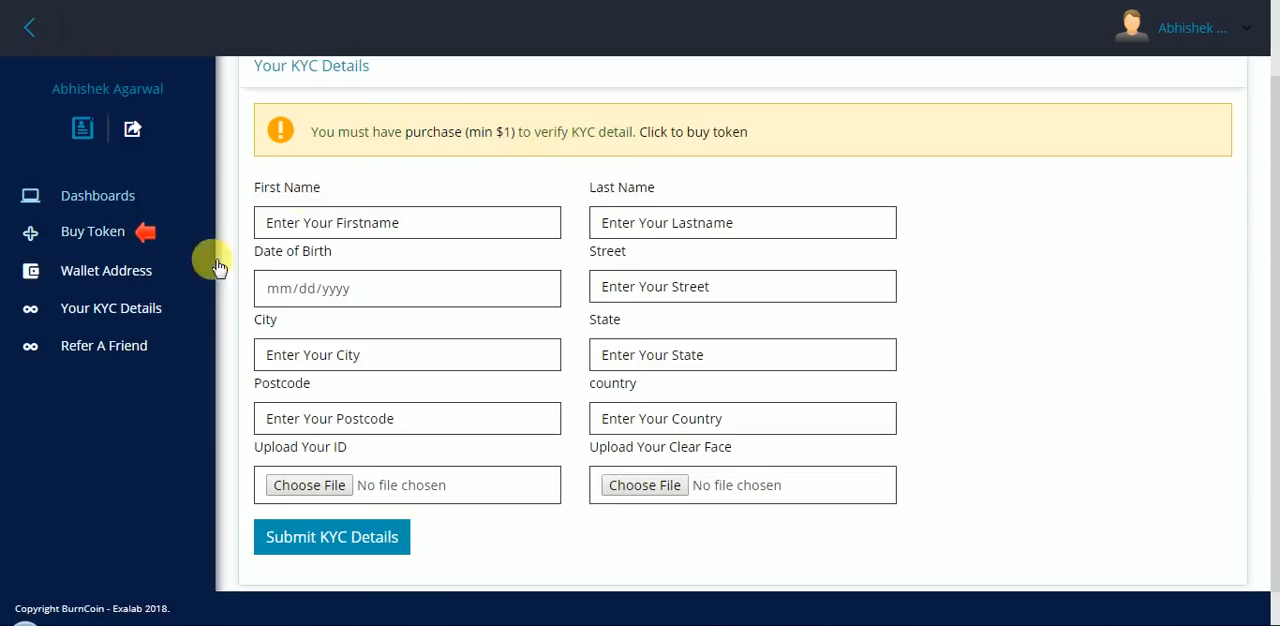 Abhishek ...
Abhishek Agarwal
Dashboards
Buy Token
Wallet Address
Your KYC Details
Refer A Friend
Your KYC Details
You must have purchase (min $1) to verify KYC detail. Click to buy token
First Name
Last Name
Enter Your Firstname
Enter Your Lastname
Date of Birth
Street
mm/dd/yyyy
Enter Your Street
City
State
Enter Your City
Enter Your State
Postcode
country
Enter Your Postcode
Enter Your Country
Upload Your ID
Upload Your Clear Face
Choose File No file chosen
Choose File No file chosen
Submit KYC Details
Copyright BurnCoin - Exalab 2018.